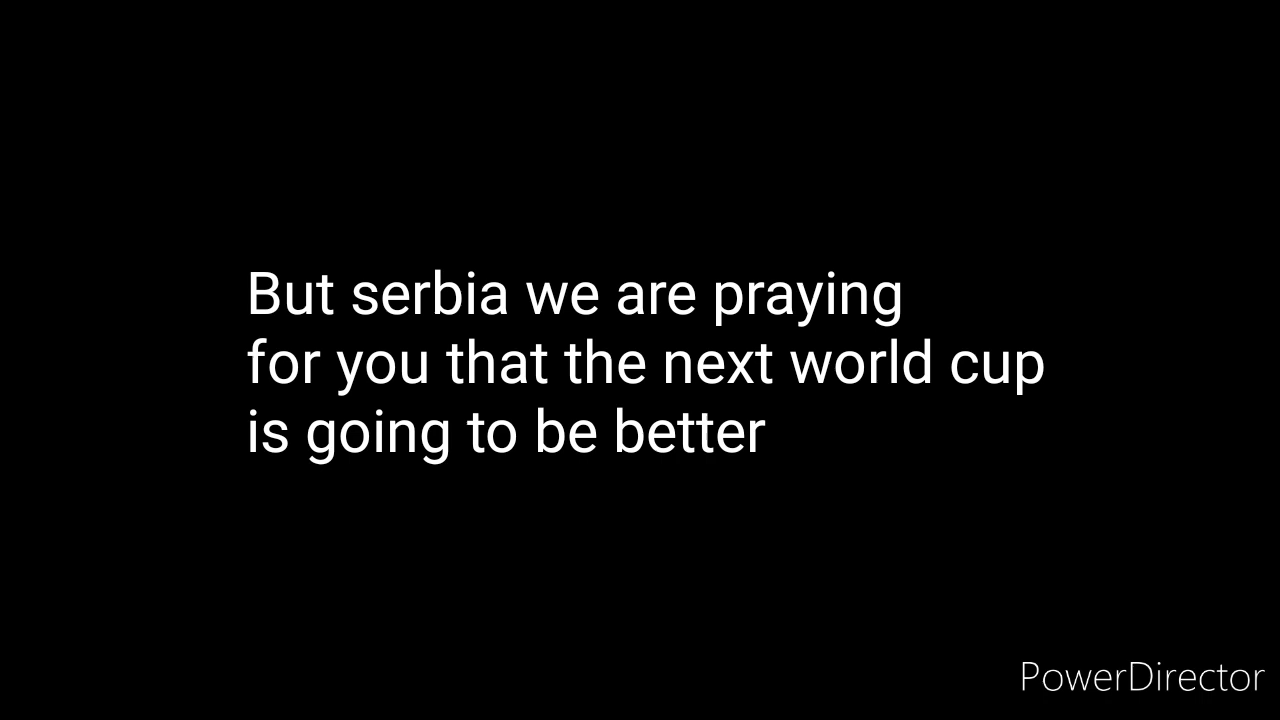 But serbia we are praying
for you that the next world cup
is going to be better
PowerDirector